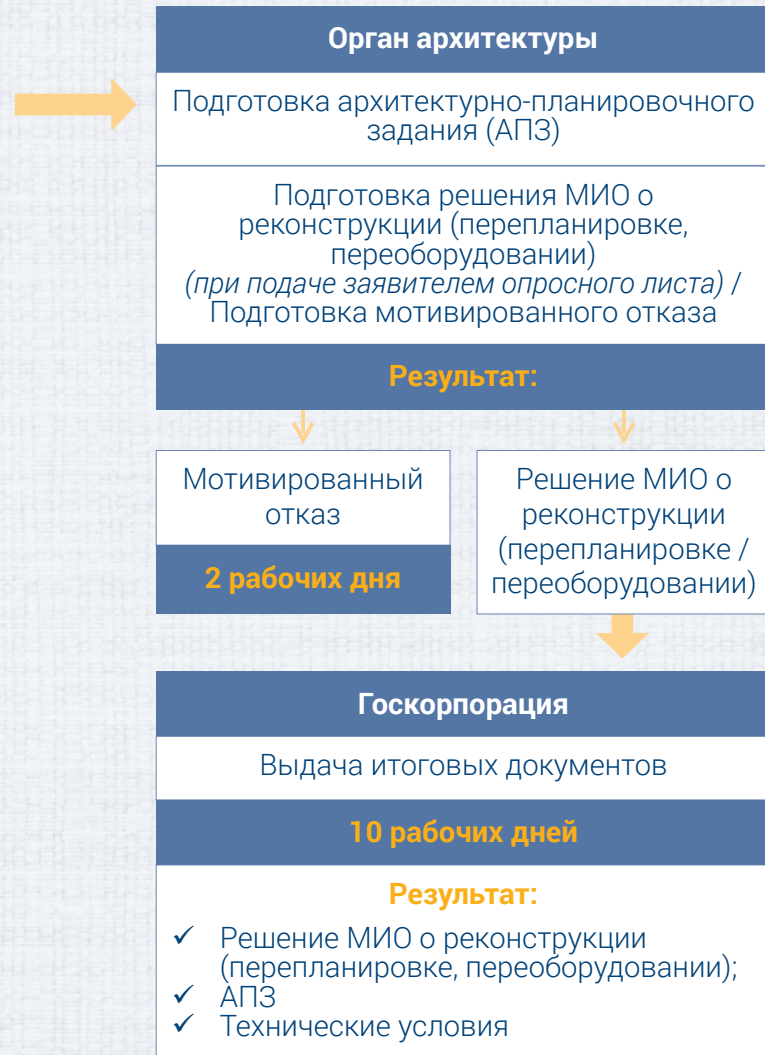 Орган архитектуры
Подготовка архитектурно-планировочного
задания (АПЗ)
Подготовка решения МИО о
реконструкции (перепланировке,
переоборудовании)
(при подаче заявителем опросного листа) /
Подготовка мотивированного отказа
Результат:
Мотивированный
отказ
2 рабочих дня
Решение МИО о
реконструкции
(перепланировке /
переоборудовании)
Госкорпорация
Выдача итоговых документов
10 рабочих дней
Результат:
✓ Решение МИО о реконструкции
(перепланировке, переоборудовании);
✓ АПЗ
✓ Технические условия